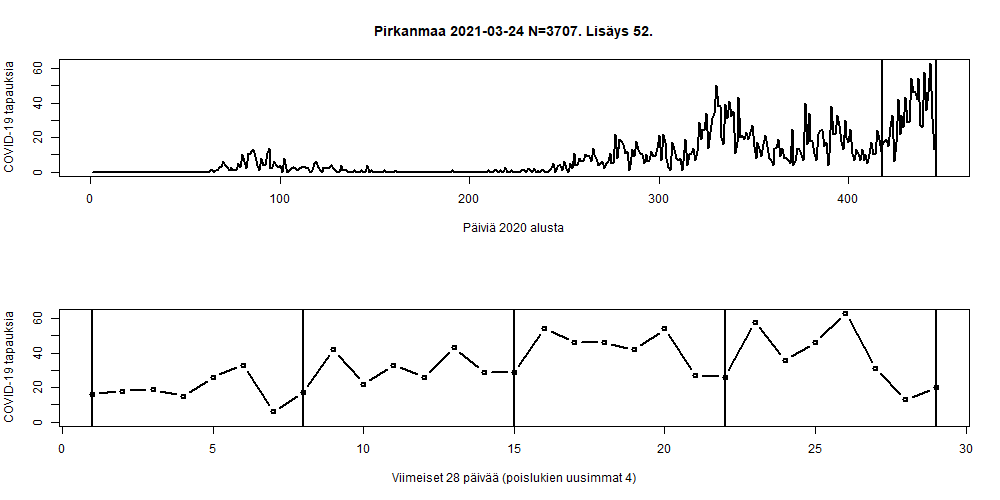 Pirkanmaa 2021-03-24 N=3707. Lisäys 52.
COVID-19 tapauksia
60
40
20
0
0 100 200 300 400
Päiviä 2020 alusta
COVID-19 tapauksia
60
40
20
0
0 5 10 15 20 25 30
Viimeiset 28 päivää (poislukien uusimmat 4)